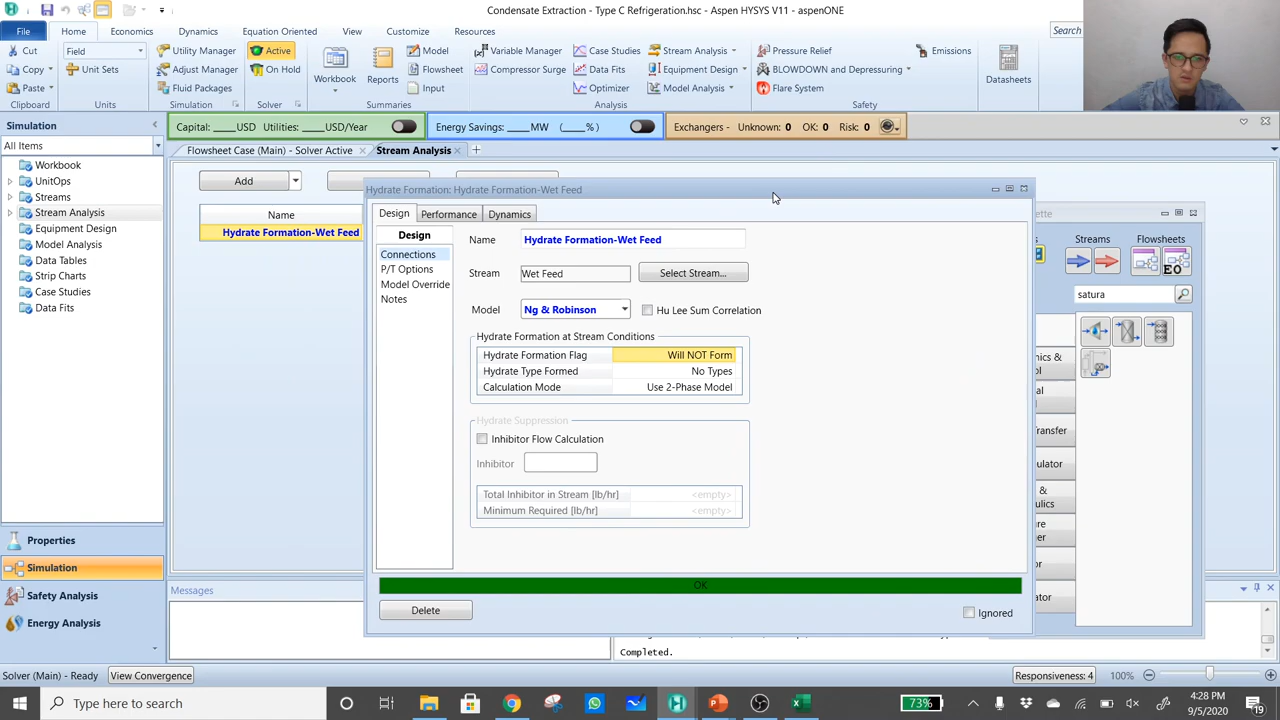 Condensate Extraction - Type C Refrigeration.hsc - Aspen HYSYS V11 - aspenONE
File Home Economics Dynamics Equation Oriented View Customize Resources Search
Cut Field Utility Manager Active Model Variable Manager Case Studies Stream Analysis Pressure Relief Emissions
Copy Unit Sets Adjust Manager On Hold Workbook Reports Flowsheet Compressor Surge Data Fits Equipment Design BLOWDOWN and Depressuring Datasheets
Paste Fluid Packages Input Optimizer Model Analysis Flare System
Clipboard Units Simulation Solver Summaries Analysis Safety
Simulation Capital: ____USD Utilities: ____USD/Year Energy Savings: ____MW (____%) Exchangers - Unknown: 0 OK: 0 Risk: 0
All Items Flowsheet Case (Main) - Solver Active Stream Analysis
Workbook
UnitOps
Streams
Stream Analysis
Equipment Design
Model Analysis
Data Tables
Strip Charts
Case Studies
Data Fits
Properties
Simulation
Safety Analysis
Energy Analysis
Add
Name
Hydrate Formation-Wet Feed
Hydrate Formation: Hydrate Formation-Wet Feed
Design Performance Dynamics
Design
Connections
P/T Options
Model Override
Notes
Name Hydrate Formation-Wet Feed
Stream Wet Feed Select Stream...
Model Ng & Robinson Hu Lee Sum Correlation
Hydrate Formation at Stream Conditions
Hydrate Formation Flag Will NOT Form
Hydrate Type Formed No Types
Calculation Mode Use 2-Phase Model
Hydrate Suppression
Inhibitor Flow Calculation
Inhibitor
Total Inhibitor in Stream [lb/hr] <empty>
Minimum Required [lb/hr] <empty>
OK
Delete Ignored
Streams Flowsheets
EO
satura
Messages
Completed.
Solver (Main) - Ready View Convergence Responsiveness: 4 100%
Type here to search 73% 4:28 PM
9/5/2020
19